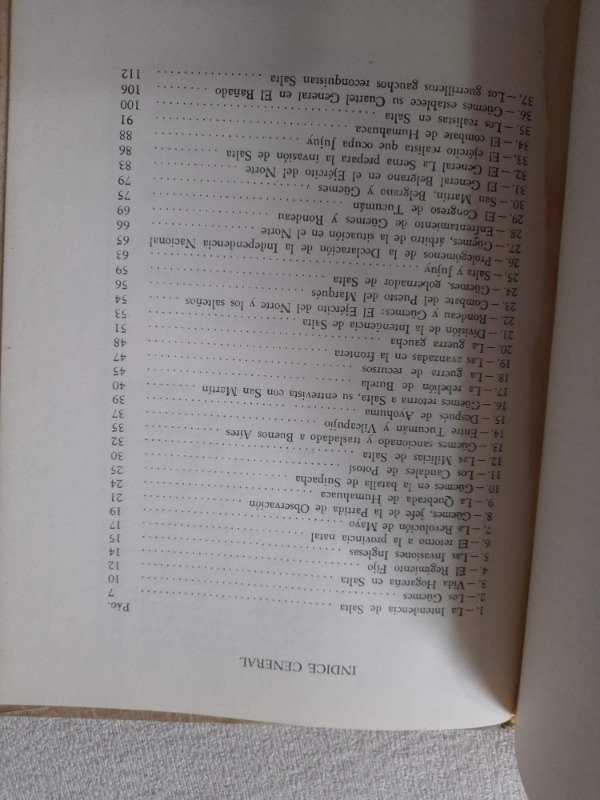 INDICE GENERAL
PÁG.
1. — La Intendencia de Salta 7
2. — Los Güemes 10
3. — Vida Hogareña en Salta 12
4. — El Regimiento Fijo 14
5. — Las Invasiones Inglesas 15
6. — El retorno a la provincia natal 17
7. — La Revolución de Mayo 19
8. — Güemes, jefe de la Partida de Observación 21
9. — La Quebrada de Humahuaca 24
10. — Güemes en la batalla de Suipacha 25
11. — Los Caudales de Potosí 30
12. — Las Milicias de Salta 32
13. — Güemes sancionado y trasladado a Buenos Aires 35
14. — Entre Tucumán y Vilcapugio 37
15. — Después de Ayohuma 39
16. — Güemes retorna a Salta, su entrevista con San Martín 40
17. — La rebelión de Burela 45
18. — La guerra de recursos 47
19. — Las avanzadas en la frontera 48
20. — La guerra gaucha 51
21. — División de la Intendencia de Salta 53
22. — Rondeau y Güemes: El Ejército del Norte y los salteños 54
23. — Combate del Puesto del Marqués 56
24. — Güemes, gobernador de Salta 59
25. — Salta y Jujuy 63
26. — Prolegómenos de la Declaración de la Independencia Nacional 65
27. — Güemes, árbitro de la situación en el Norte 66
28. — Enfrentamiento de Güemes y Rondeau 69
29. — El Congreso de Tucumán 75
30. — San Martín, Belgrano y Güemes 79
31. — El General Belgrano en el Ejército del Norte 83
32. — El General La Serna prepara la invasión de Salta 86
33. — El ejército realista que ocupa Jujuy 88
34. — El combate de Humahuaca 91
35. — Los realistas en Salta 100
36. — Güemes establece su Cuartel General en El Bañado 106
37. — Los guerrilleros gauchos reconquistan Salta 112